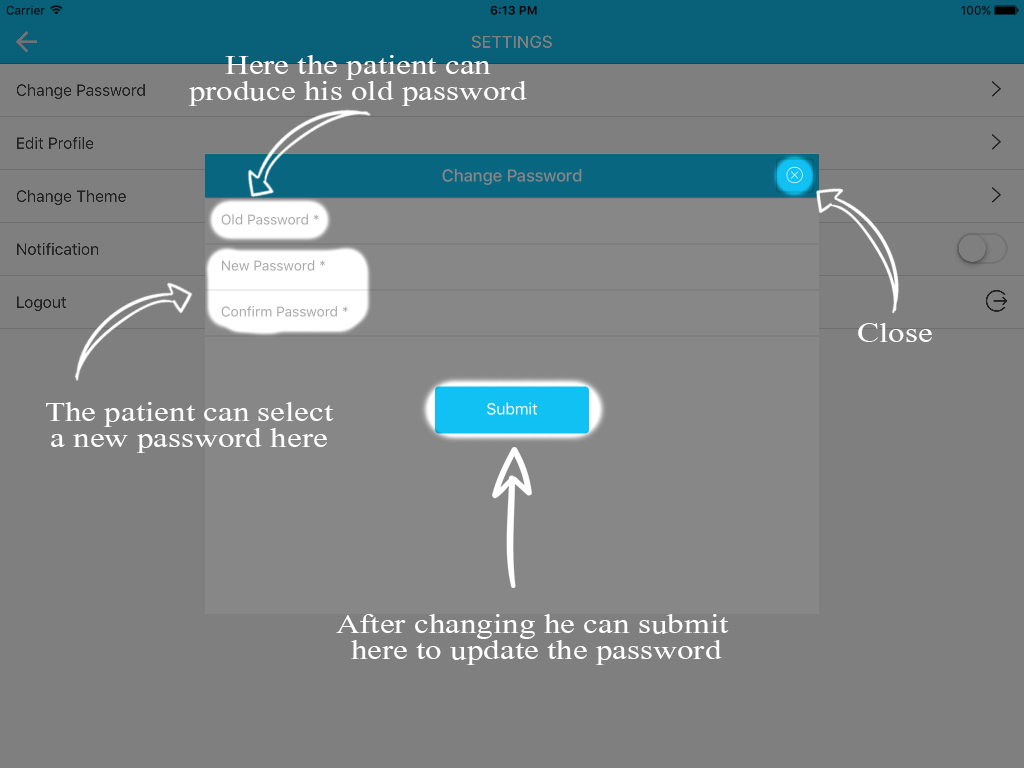 Carrier 6:13 PM 100%
SETTINGS
Here the patient can
produce his old password
Change Password
Edit Profile
Change Theme
Notification
Logout
Change Password
Old Password *
New Password *
Confirm Password *
Close
The patient can select
a new password here
Submit
After changing he can submit
here to update the password